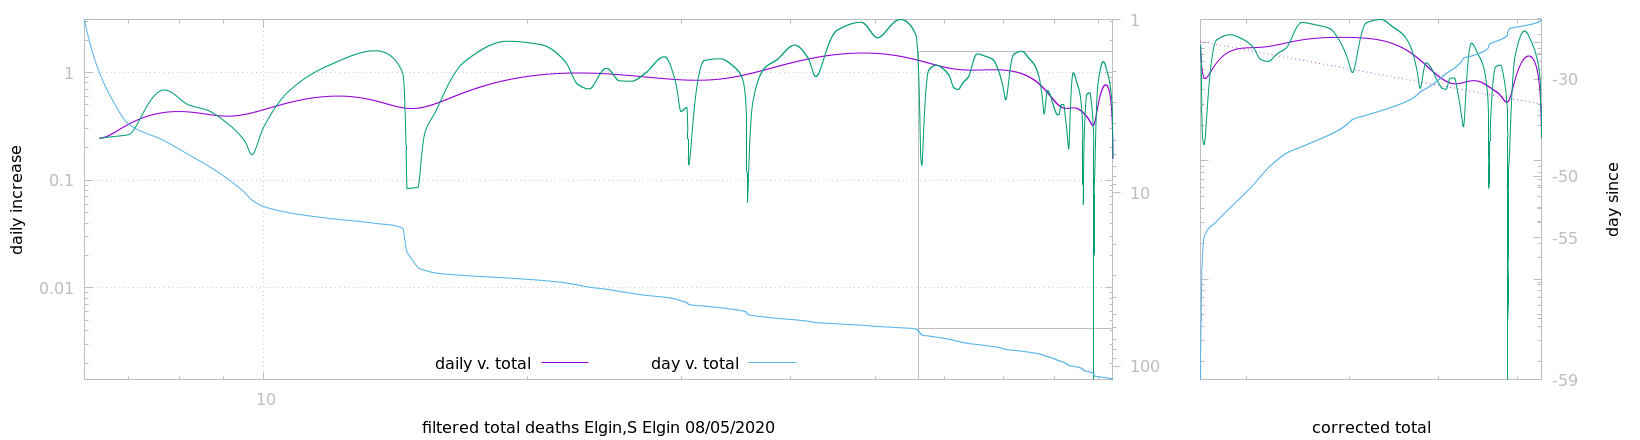 daily increase
1
0.1
0.01
10
daily v. total
day v. total
1
10
100
filtered total deaths Elgin,S Elgin 08/05/2020
-30
-50
-55
-59
day since
corrected total